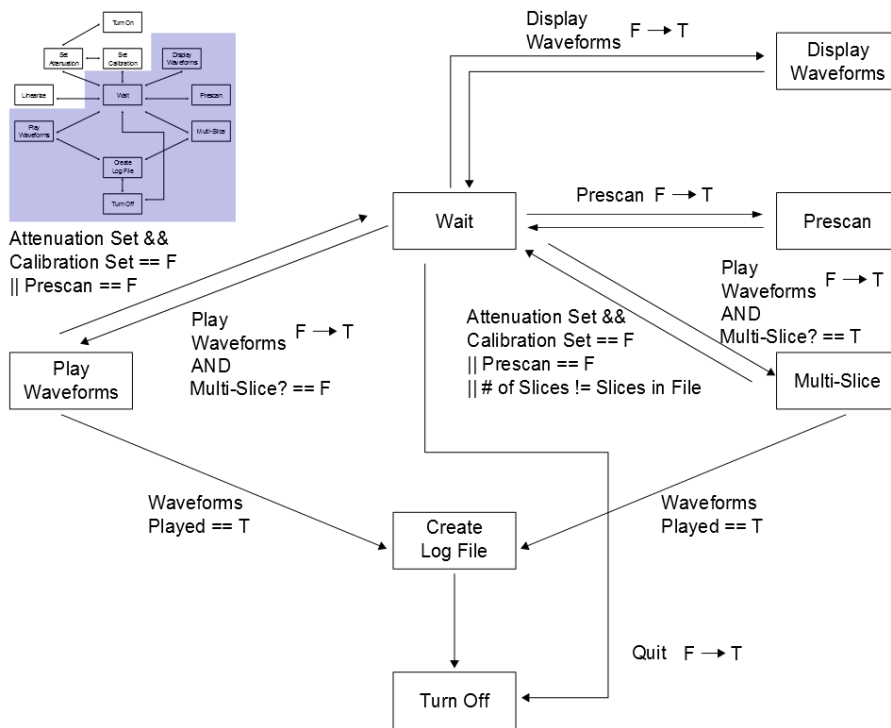 Turn On
Set
Attenuation
Set
Calibration
Display
Waveforms
Linearize
Wait
Prescan
Play
Waveforms
Multi-Slice
Create
Log File
Turn Off
Display
Waveforms F → T
Display
Waveforms
Wait
Prescan F → T
Prescan
Attenuation Set &&
Calibration Set == F
|| Prescan == F
Play
Waveforms F → T
AND
Multi-Slice? == F
Attenuation Set &&
Calibration Set == F
|| Prescan == F
|| # of Slices != Slices in File
Play
Waveforms F → T
AND
Multi-Slice? == T
Play
Waveforms
Multi-Slice
Waveforms
Played == T
Waveforms
Played == T
Create
Log File
Quit F → T
Turn Off